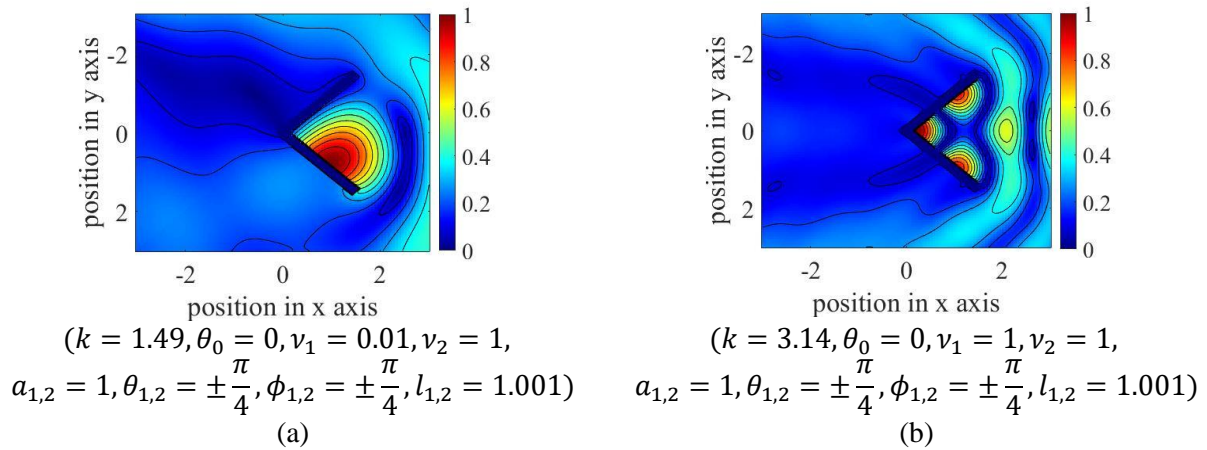 position in y axis
-2
0
2
-2
0
2
position in x axis
1
0.8
0.6
0.4
0.2
0
(k = 1.49, θ₀ = 0, ν₁ = 0.01, ν₂ = 1,
a₁,₂ = 1, θ₁,₂ = ± π/4, ϕ₁,₂ = ± π/4, l₁,₂ = 1.001)
(a)
position in y axis
-2
0
2
-2
0
2
position in x axis
1
0.8
0.6
0.4
0.2
0
(k = 3.14, θ₀ = 0, ν₁ = 1, ν₂ = 1,
a₁,₂ = 1, θ₁,₂ = ± π/4, ϕ₁,₂ = ± π/4, l₁,₂ = 1.001)
(b)